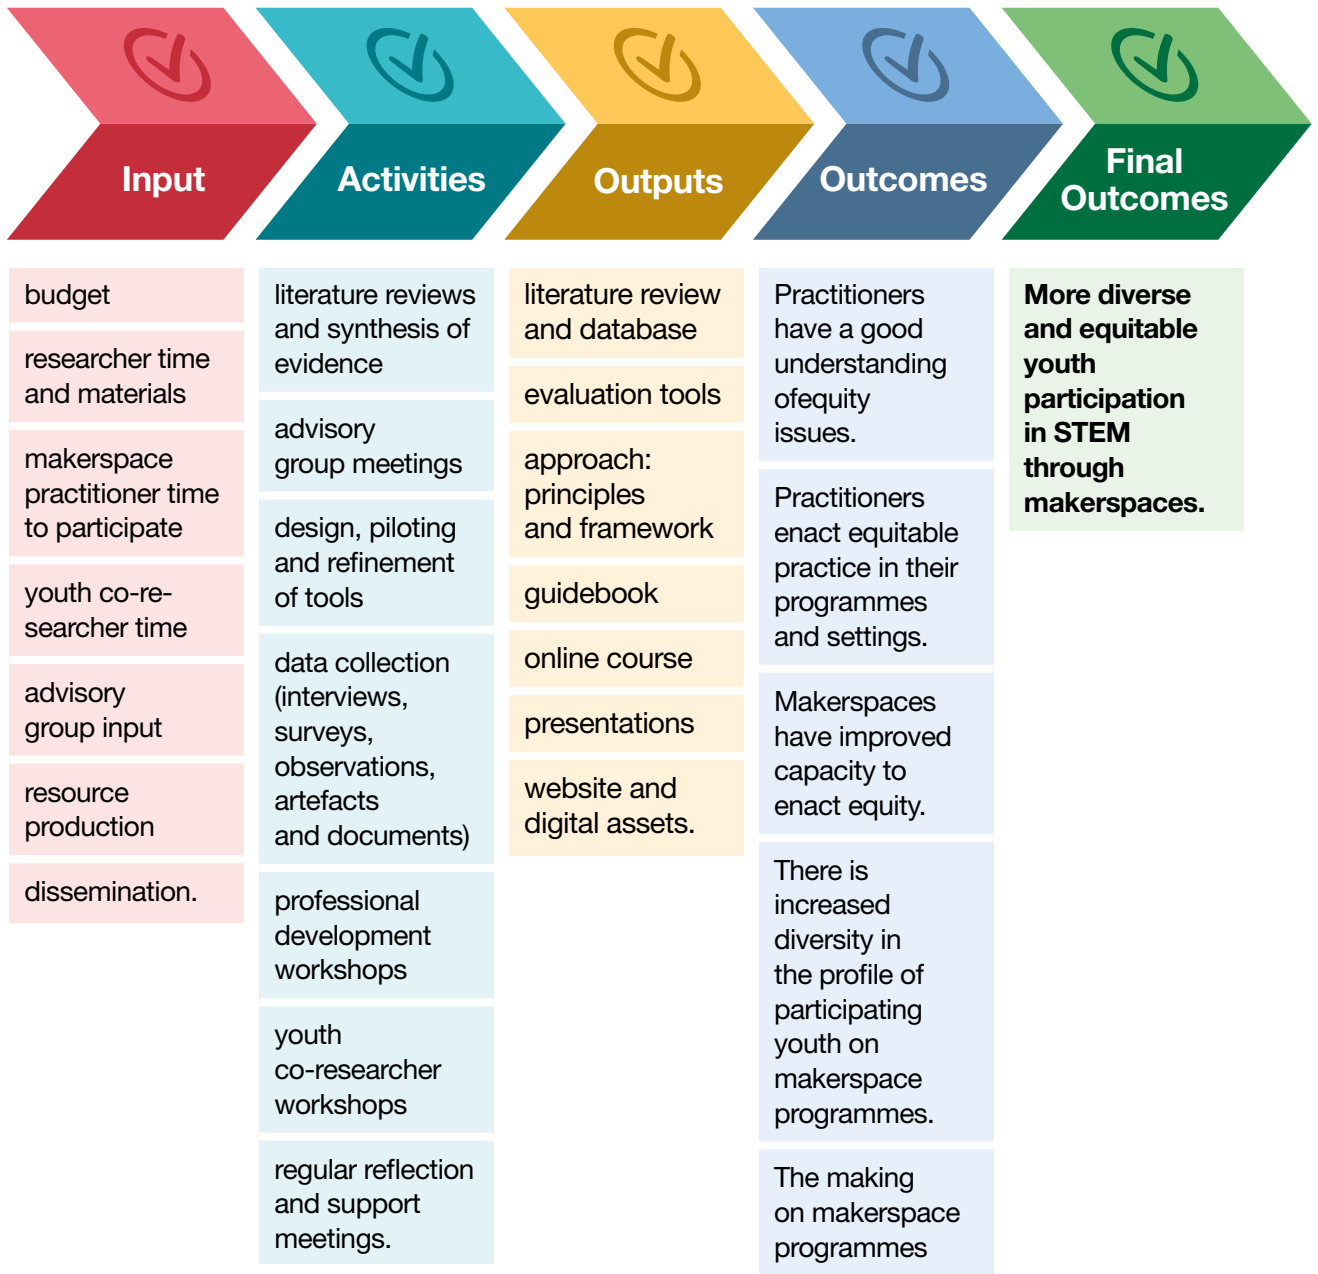 Input
Activities
Outputs
Outcomes
Final
Outcomes
budget
researcher time
and materials
makerspace
practitioner time
to participate
youth co-re-
searcher time
advisory
group input
resource
production
dissemination.
literature reviews
and synthesis of
evidence
advisory
group meetings
design, piloting
and refinement
of tools
data collection
(interviews,
surveys,
observations,
artefacts
and documents)
professional
development
workshops
youth
co-researcher
workshops
regular reflection
and support
meetings.
literature review
and database
evaluation tools
approach:
principles
and framework
guidebook
online course
presentations
website and
digital assets.
Practitioners
have a good
understanding
ofequity
issues.
Practitioners
enact equitable
practice in their
programmes
and settings.
Makerspaces
have improved
capacity to
enact equity.
There is
increased
diversity in
the profile of
participating
youth on
makerspace
programmes.
The making
on makerspace
programmes
More diverse
and equitable
youth
participation
in STEM
through
makerspaces.